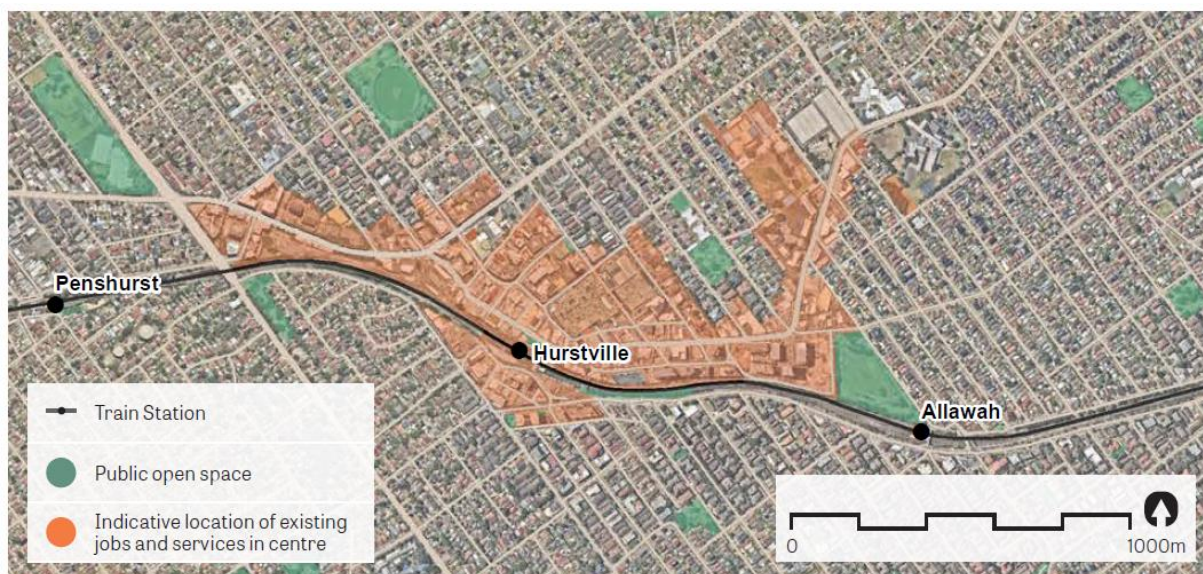 Penshurst
Hurstville
Allawah
Train Station
Public open space
Indicative location of existing
jobs and services in centre
0
1000m